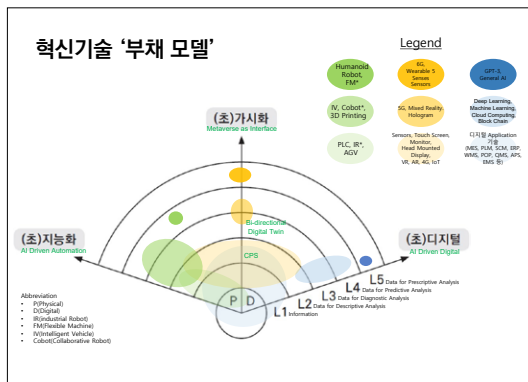 혁신기술 '부채 모델'
Legend
Humanoid
Robot,
FM*
6G,
Wearable 5
Senses
Sensors
GPT-5,
General AI
IV, Cobot*,
3D Printing
5G, Mixed Reality,
Hologram
Deep Learning,
Machine Learning,
Cloud Computing,
Block Chain
PLC, IR*,
AGV
Sensors, Touch Screen,
Monitor,
Head Mounted
Display,
VR, AR, 4G, IoT
디지털 Application
기술
(MES, PLM, SCM, ERP,
WMS, POP, QMS, APS,
EMS 등)
(초)가시화
Metaverse as Interface
(초)지능화
AI Driven Automation
(초)디지털
AI Driven Digital
Bi-directional
Digital Twin
CPS
P D
L5 Data for Prescriptive Analysis
L4 Data for Predictive Analysis
L3 Data for Diagnostic Analysis
L2 Data for Descriptive Analysis
L1 Information
Abbreviation
• P(Physical)
• D(Digital)
• IR(industrial Robot)
• FM(Flexible Machine)
• IV(Intelligent Vehicle)
• Cobot(Collaborative Robot)